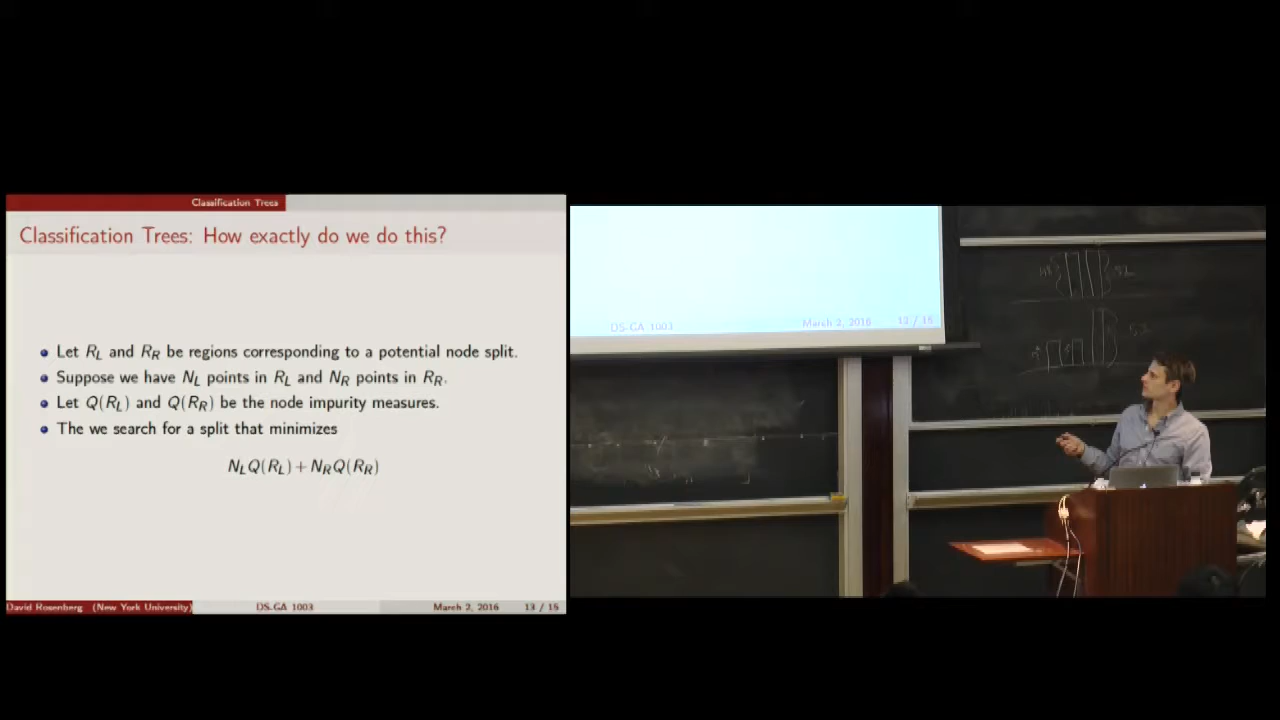 Classification Trees
Classification Trees: How exactly do we do this?
Let R_L and R_R be regions corresponding to a potential node split.
Suppose we have N_L points in R_L and N_R points in R_R.
Let Q(R_L) and Q(R_R) be the node impurity measures.
The we search for a split that minimizes
N_LQ(R_L) + N_RQ(R_R)
David Rosenberg (New York University)
DS-GA 1003
March 2, 2016
13 / 15
DS-GA 1003
March 2, 2016
13 / 15